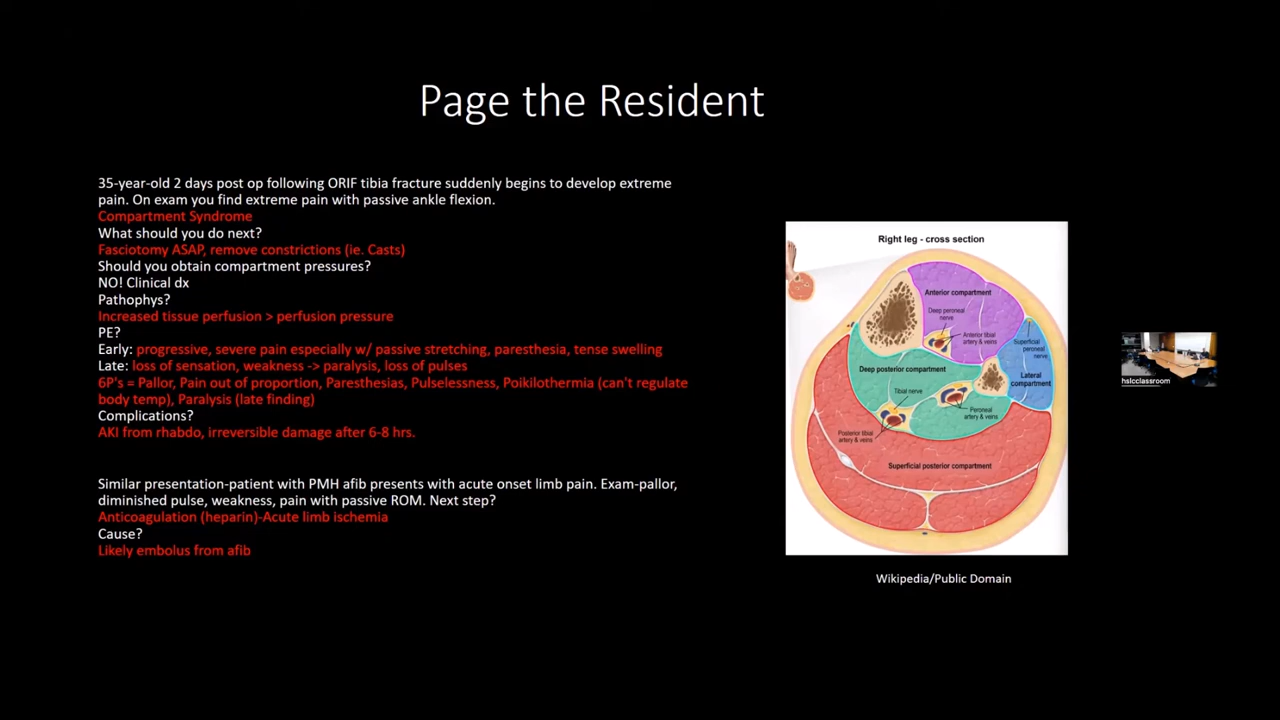 Page the Resident
35-year-old 2 days post op following ORIF tibia fracture suddenly begins to develop extreme
pain. On exam you find extreme pain with passive ankle flexion.
Compartment Syndrome
What should you do next?
Fasciotomy ASAP, remove constrictions (ie. Casts)
Should you obtain compartment pressures?
NO! Clinical dx
Pathophys?
Increased tissue perfusion > perfusion pressure
PE?
Early: progressive, severe pain especially w/ passive stretching, paresthesia, tense swelling
Late: loss of sensation, weakness -> paralysis, loss of pulses
6P's = Pallor, Pain out of proportion, Paresthesias, Pulselessness, Poikilothermia (can't regulate
body temp), Paralysis (late finding)
Complications?
AKI from rhabdo, irreversible damage after 6-8 hrs.
Similar presentation-patient with PMH afib presents with acute onset limb pain. Exam-pallor,
diminished pulse, weakness, pain with passive ROM. Next step?
Anticoagulation (heparin)-Acute limb ischemia
Cause?
Likely embolus from afib
Right leg - cross section
Anterior compartment
Deep peroneal
nerve
Anterior tibial
artery & veins
Superficial
peroneal
nerve
Lateral
compartment
Deep posterior compartment
Tibial nerve
Peroneal
artery & veins
Posterior tibial
artery & veins
Superficial posterior compartment
Wikipedia/Public Domain
hslcclassroom